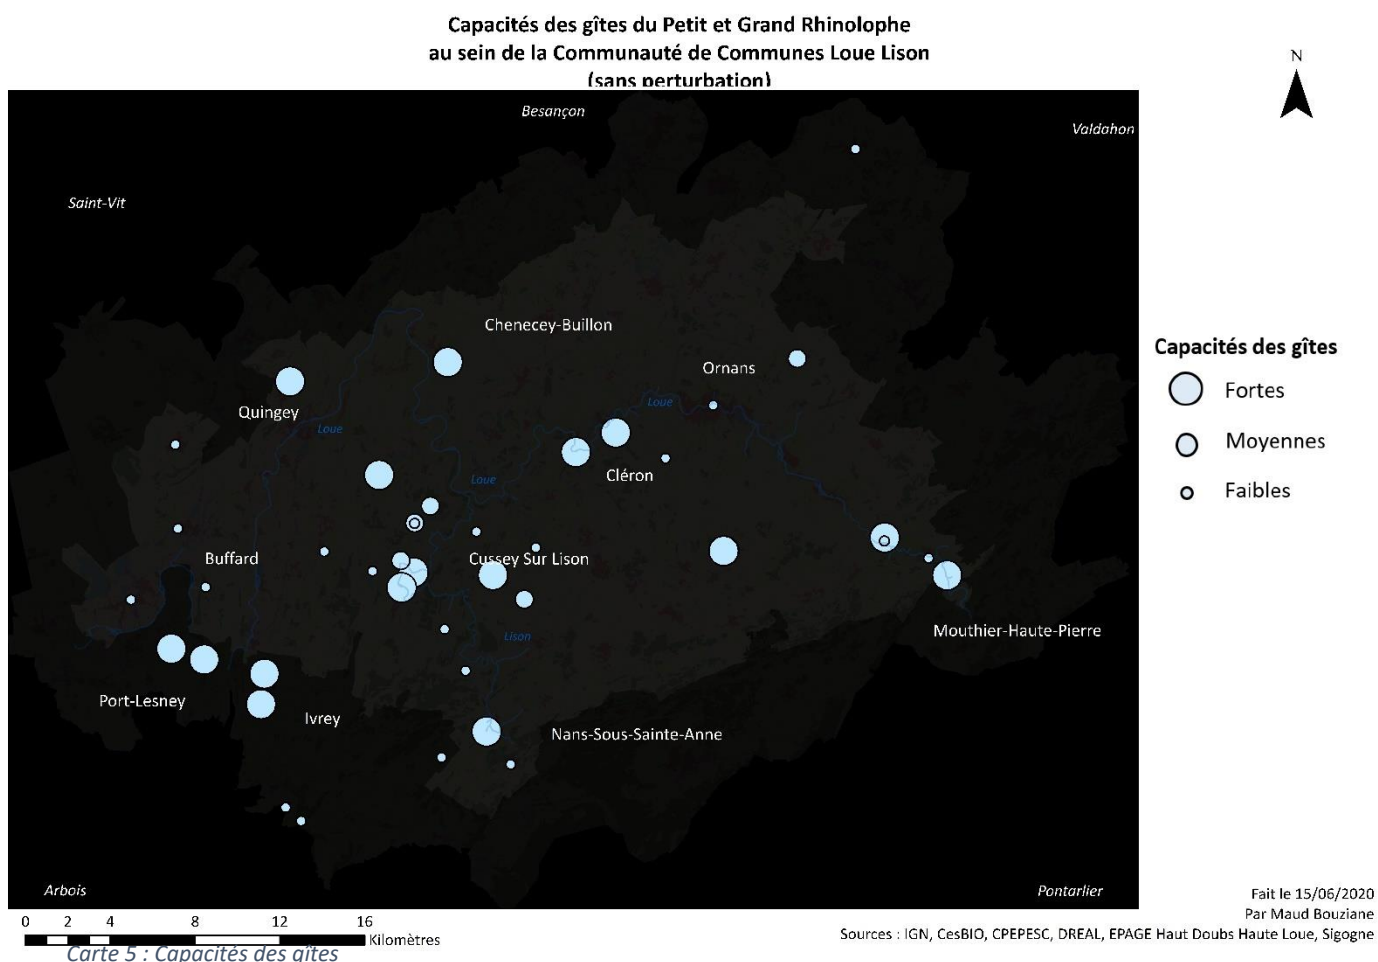 Capacités des gîtes du Petit et Grand Rhinolophe
au sein de la Communauté de Communes Loue Lison
(sans perturbation)
N
Besançon
Valdahon
Saint-Vit
Chenecey-Buillon
Ornans
Quingey
Loue
Loue
Loue
Cléron
Buffard
Cussey Sur Lison
Lison
Mouthier-Haute-Pierre
Port-Lesney
Ivrey
Nans-Sous-Sainte-Anne
Arbois
Pontarlier
Capacités des gîtes
Fortes
Moyennes
Faibles
0 2 4 8 12 16
Kilomètres
Carte 5 : Capacités des gîtes
Fait le 15/06/2020
Par Maud Bouziane
Sources : IGN, CesBIO, CPEPESC, DREAL, EPAGE Haut Doubs Haute Loue, Sigogne